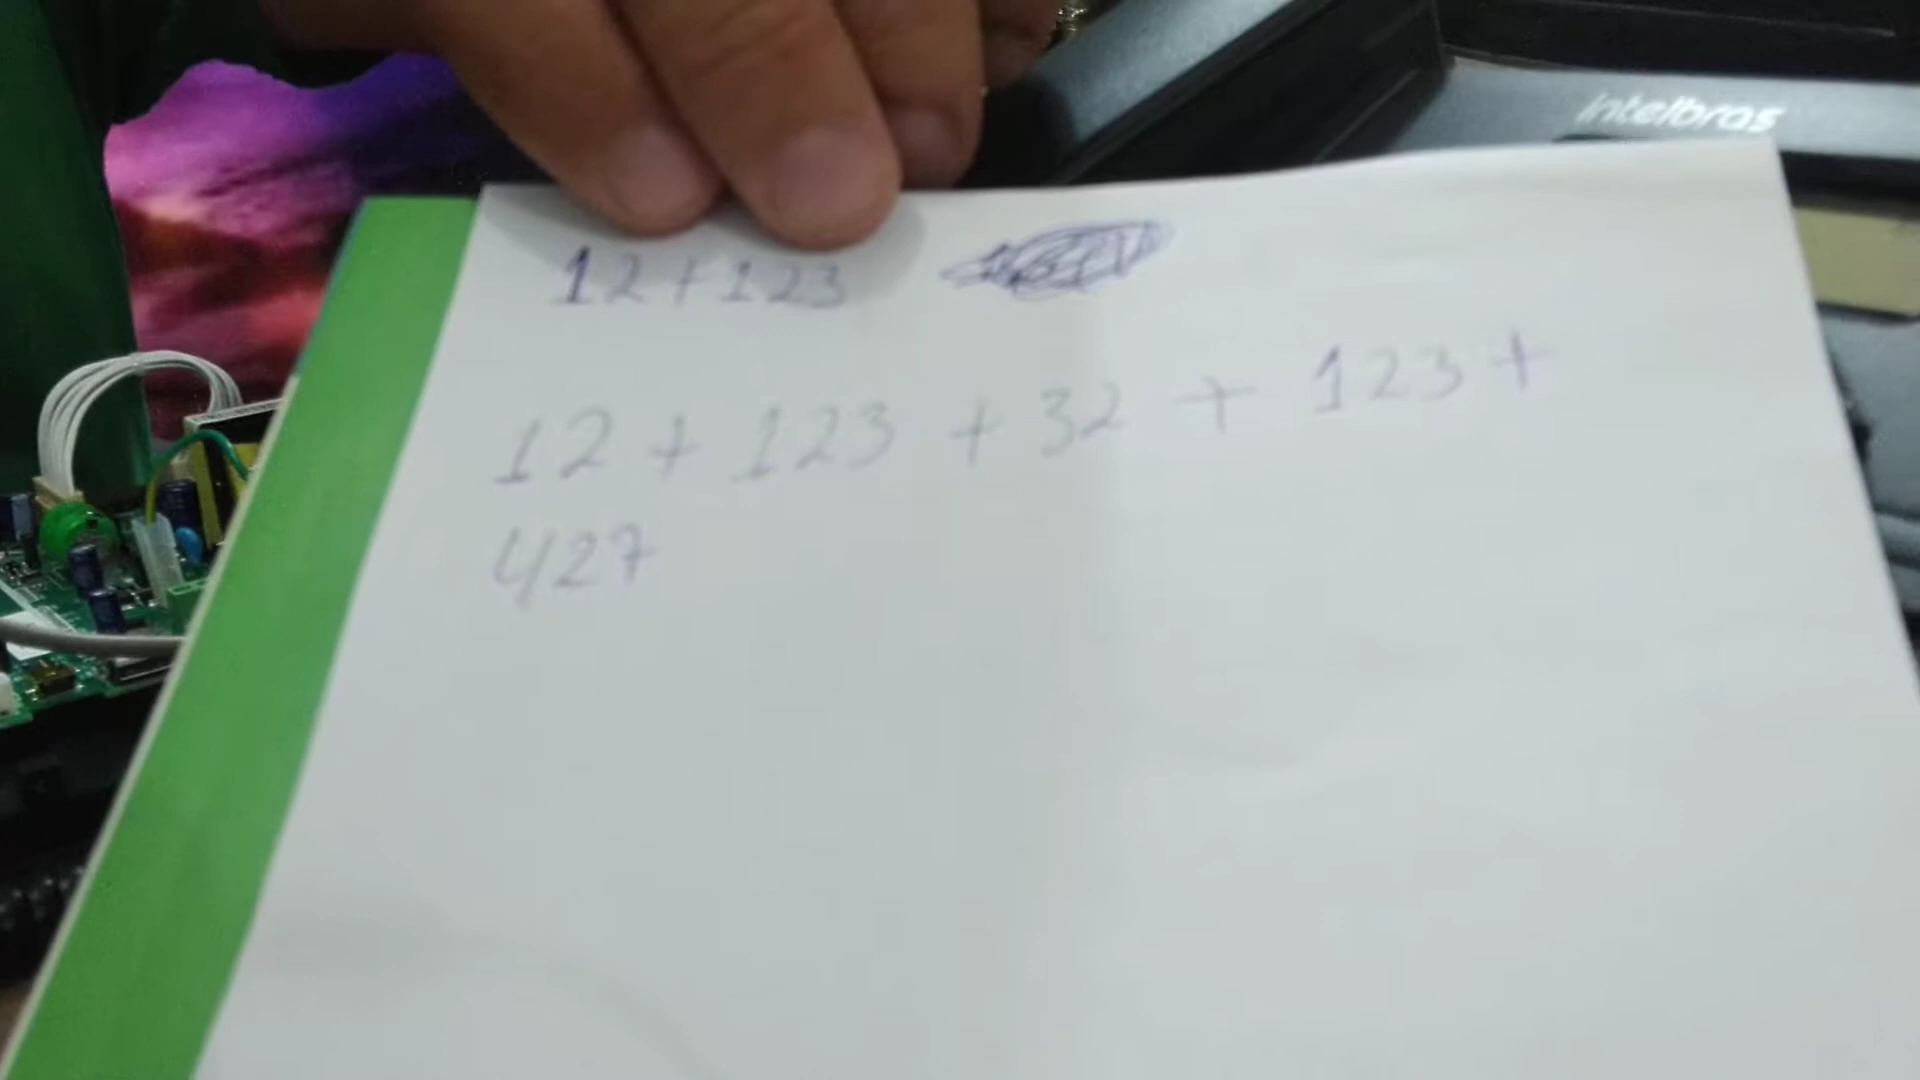 intelbras
12+123
12 + 123 + 32 + 123 +
427